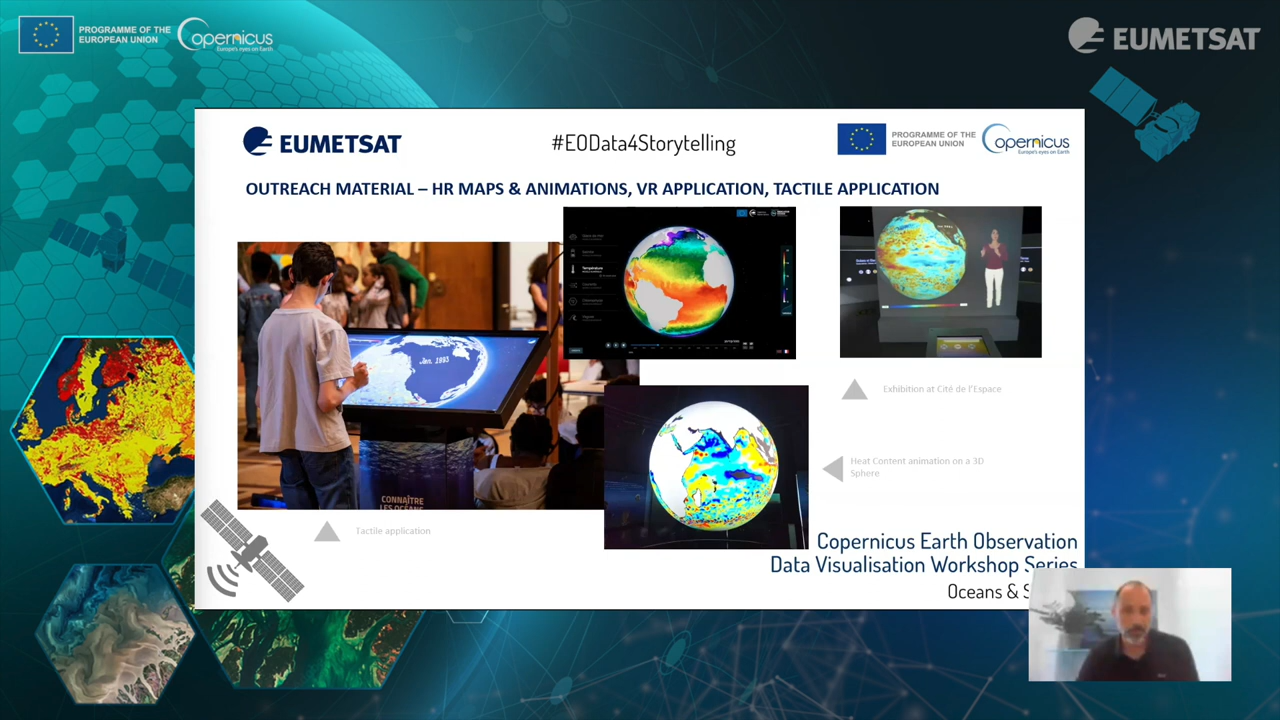 PROGRAMME OF THE
EUROPEAN UNION
Copernicus
Europe's eyes on Earth
EUMETSAT
EUMETSAT
#EOData4Storytelling
PROGRAMME OF THE
EUROPEAN UNION
Copernicus
Europe's eyes on Earth
OUTREACH MATERIAL – HR MAPS & ANIMATIONS, VR APPLICATION, TACTILE APPLICATION
Température
Jan. 1993
CONNAÎTRE
LES OCÉANS
Exhibition at Cité de l'Espace
Heat Content animation on a 3D
Sphere
Tactile application
Copernicus Earth Observation
Data Visualisation Workshop Series
Oceans & S